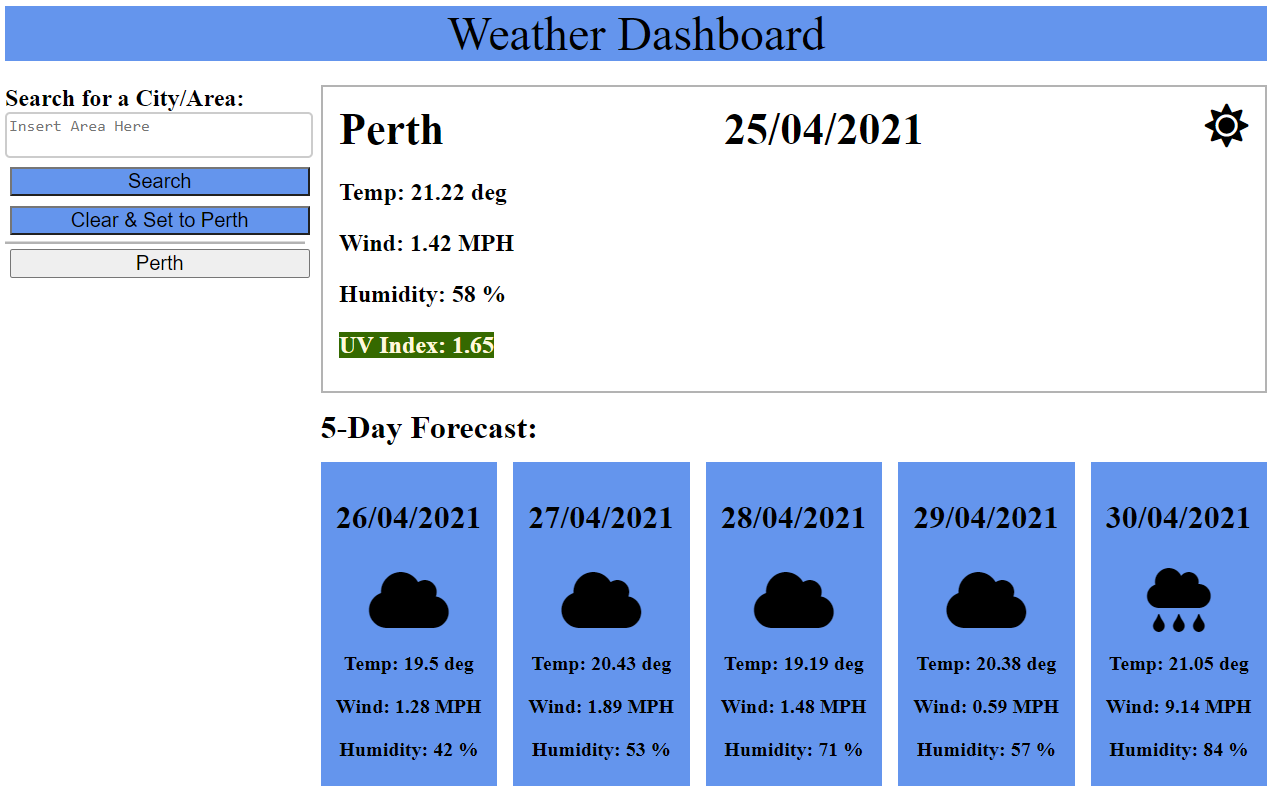 Weather Dashboard
Search for a City/Area:
Insert Area Here
Search
Clear & Set to Perth
Perth
Perth 25/04/2021
Temp: 21.22 deg
Wind: 1.42 MPH
Humidity: 58 %
UV Index: 1.65
5-Day Forecast:
26/04/2021
Temp: 19.5 deg
Wind: 1.28 MPH
Humidity: 42 %
27/04/2021
Temp: 20.43 deg
Wind: 1.89 MPH
Humidity: 53 %
28/04/2021
Temp: 19.19 deg
Wind: 1.48 MPH
Humidity: 71 %
29/04/2021
Temp: 20.38 deg
Wind: 0.59 MPH
Humidity: 57 %
30/04/2021
Temp: 21.05 deg
Wind: 9.14 MPH
Humidity: 84 %